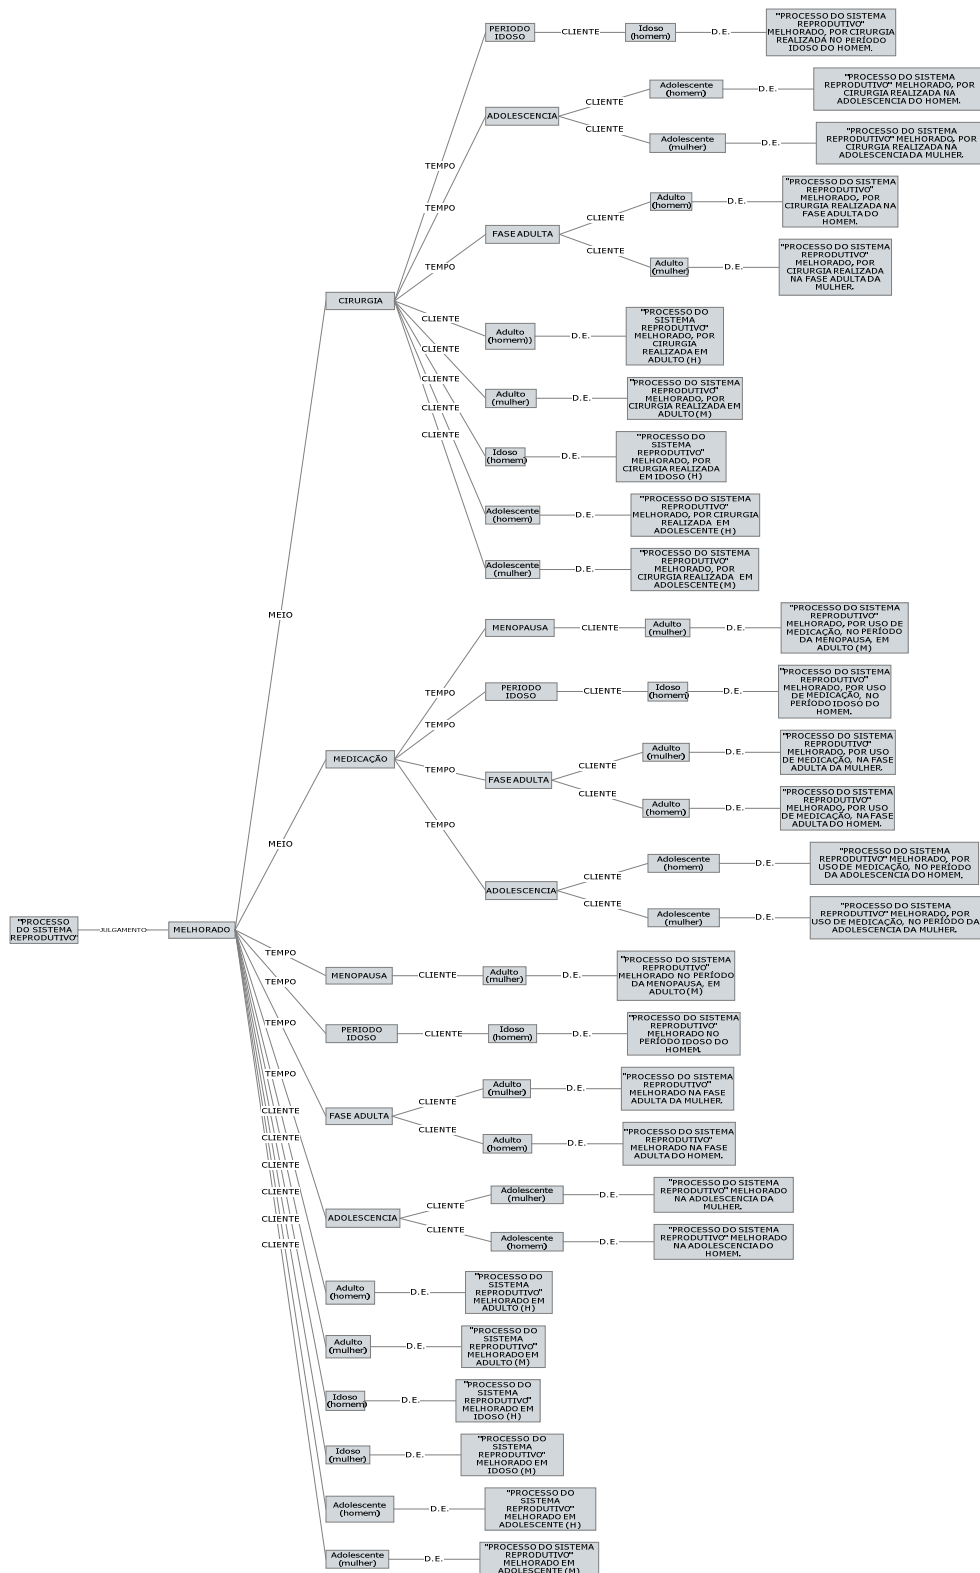 PERIODO
IDOSO
CLIENTE
Idoso
(homem)
D.E.
"PROCESSO DO SISTEMA
REPRODUTIVO"
MELHORADO, POR CIRURGIA
REALIZADA NO PERÍODO
IDOSO DO HOMEM.
ADOLESCENCIA
CLIENTE
Adolescente
(homem)
D.E.
"PROCESSO DO SISTEMA
REPRODUTIVO" MELHORADO, POR
CIRURGIA REALIZADA NA
ADOLESCENCIA DO HOMEM.
CLIENTE
Adolescente
(mulher)
D.E.
"PROCESSO DO SISTEMA
REPRODUTIVO" MELHORADO, POR
CIRURGIA REALIZADA NA
ADOLESCENCIA DA MULHER.
TEMPO
TEMPO
TEMPO
FASE ADULTA
CLIENTE
Adulto
(homem)
D.E.
"PROCESSO DO SISTEMA
REPRODUTIVO"
MELHORADO, POR
CIRURGIA REALIZADA NA
FASE ADULTA DO
HOMEM.
CLIENTE
Adulto
(mulher)
D.E.
"PROCESSO DO SISTEMA
REPRODUTIVO"
MELHORADO, POR
CIRURGIA REALIZADA
NA FASE ADULTA DA
MULHER.
CIRURGIA
CLIENTE
Adulto
(homem))
D.E.
"PROCESSO DO
SISTEMA
REPRODUTIVO"
MELHORADO, POR
CIRURGIA
REALIZADA EM
ADULTO (H)
CLIENTE
Adulto
(mulher)
D.E.
"PROCESSO DO SISTEMA
REPRODUTIVO"
MELHORADO, POR
CIRURGIA REALIZADA EM
ADULTO (M)
CLIENTE
Idoso
(homem)
D.E.
"PROCESSO DO
SISTEMA
REPRODUTIVO"
MELHORADO, POR
CIRURGIA REALIZADA
EM IDOSO (H)
CLIENTE
Adolescente
(homem)
D.E.
"PROCESSO DO SISTEMA
REPRODUTIVO"
MELHORADO, POR CIRURGIA
REALIZADA EM
ADOLESCENTE (H)
CLIENTE
Adolescente
(mulher)
D.E.
"PROCESSO DO SISTEMA
REPRODUTIVO"
MELHORADO, POR
CIRURGIA REALIZADA EM
ADOLESCENTE (M)
MEIO
MENOPAUSA
CLIENTE
Adulto
(mulher)
D.E.
"PROCESSO DO SISTEMA
REPRODUTIVO"
MELHORADO, POR USO DE
MEDICAÇÃO, NO PERÍODO
DA MENOPAUSA, EM
ADULTO (M)
TEMPO
TEMPO
PERIODO
IDOSO
CLIENTE
Idoso
(homem)
D.E.
"PROCESSO DO SISTEMA
REPRODUTIVO"
MELHORADO, POR USO
DE MEDICAÇÃO, NO
PERÍODO IDOSO DO
HOMEM.
MEDICAÇÃO
TEMPO
FASE ADULTA
CLIENTE
Adulto
(mulher)
D.E.
"PROCESSO DO SISTEMA
REPRODUTIVO"
MELHORADO, POR USO
DE MEDICAÇÃO, NA FASE
ADULTA DA MULHER.
CLIENTE
Adulto
(homem)
D.E.
"PROCESSO DO SISTEMA
REPRODUTIVO"
MELHORADO, POR USO
DE MEDICAÇÃO, NA FASE
ADULTA DO HOMEM.
MEIO
TEMPO
ADOLESCENCIA
CLIENTE
Adolescente
(homem)
D.E.
"PROCESSO DO SISTEMA
REPRODUTIVO" MELHORADO, POR
USO DE MEDICAÇÃO, NO PERÍODO
DA ADOLESCENCIA DO HOMEM.
CLIENTE
Adolescente
(mulher)
D.E.
"PROCESSO DO SISTEMA
REPRODUTIVO" MELHORADO, POR
USO DE MEDICAÇÃO, NO PERÍODO DA
ADOLESCENCIA DA MULHER.
"PROCESSO
DO SISTEMA
REPRODUTIVO"
JULGAMENTO
MELHORADO
TEMPO
MENOPAUSA
CLIENTE
Adulto
(mulher)
D.E.
"PROCESSO DO SISTEMA
REPRODUTIVO"
MELHORADO NO PERÍODO
DA MENOPAUSA, EM
ADULTO (M)
TEMPO
PERIODO
IDOSO
CLIENTE
Idoso
(homem)
D.E.
"PROCESSO DO SISTEMA
REPRODUTIVO"
MELHORADO NO
PERÍODO IDOSO DO
HOMEM.
TEMPO
FASE ADULTA
CLIENTE
Adulto
(mulher)
D.E.
"PROCESSO DO SISTEMA
REPRODUTIVO"
MELHORADO NA FASE
ADULTA DA MULHER.
CLIENTE
Adulto
(homem)
D.E.
"PROCESSO DO SISTEMA
REPRODUTIVO"
MELHORADO NA FASE
ADULTA DO HOMEM.
TEMPO
ADOLESCENCIA
CLIENTE
Adolescente
(mulher)
D.E.
"PROCESSO DO SISTEMA
REPRODUTIVO" MELHORADO
NA ADOLESCENCIA DA
MULHER.
CLIENTE
Adolescente
(homem)
D.E.
"PROCESSO DO SISTEMA
REPRODUTIVO" MELHORADO
NA ADOLESCENCIA DO
HOMEM.
CLIENTE
Adulto
(homem)
D.E.
"PROCESSO DO
SISTEMA
REPRODUTIVO"
MELHORADO EM
ADULTO (H)
CLIENTE
Adulto
(mulher)
D.E.
"PROCESSO DO
SISTEMA
REPRODUTIVO"
MELHORADO EM
ADULTO (M)
CLIENTE
Idoso
(homem)
D.E.
"PROCESSO DO
SISTEMA
REPRODUTIVO"
MELHORADO EM
IDOSO (H)
CLIENTE
Idoso
(mulher)
D.E.
"PROCESSO DO
SISTEMA
REPRODUTIVO"
MELHORADO EM
IDOSO (M)
CLIENTE
Adolescente
(homem)
D.E.
"PROCESSO DO
SISTEMA
REPRODUTIVO"
MELHORADO EM
ADOLESCENTE (H)
CLIENTE
Adolescente
(mulher)
D.E.
"PROCESSO DO SISTEMA
REPRODUTIVO"
MELHORADO EM
ADOLESCENTE (M)